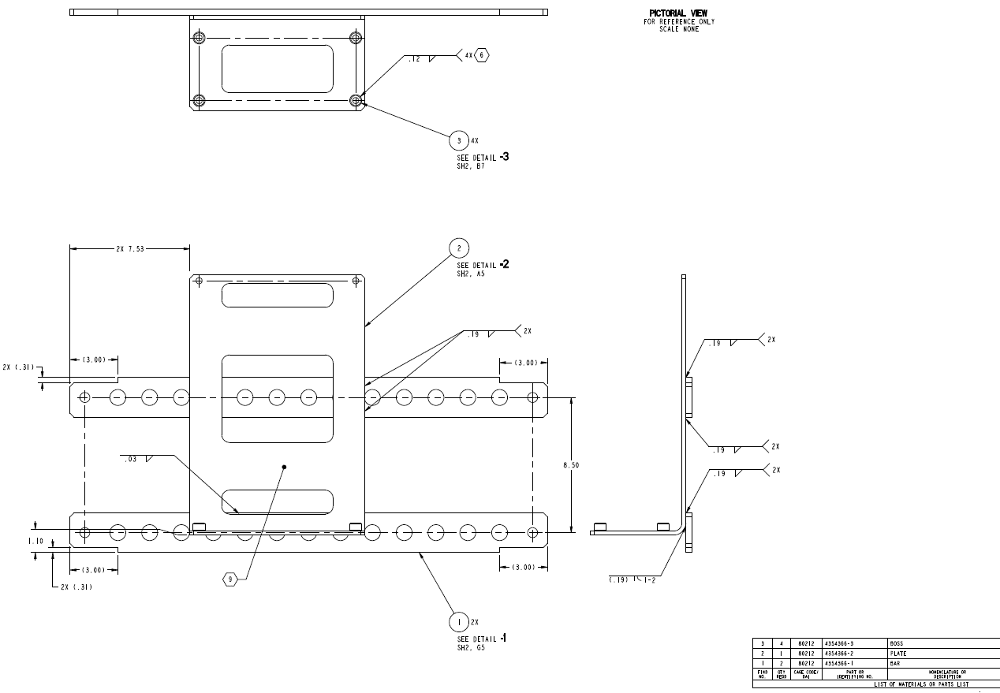 PICTORIAL VIEW
FOR REFERENCE ONLY
SCALE NONE
.12
4X 6
3 4X
SEE DETAIL -3
SH2, B7
2X 7.53
2
SEE DETAIL -2
SH2, A5
.19 2X
.19 2X
2X (.31)
(3.00)
(3.00)
.03
8.50
.19 2X
.19 2X
1.10
(3.00)
2X (.31)
9
(3.00)
(.19) 1-2
1 2X
SEE DETAIL -1
SH2, G5
3 4 80212 4354366-3 BOSS
2 1 80212 4354366-2 PLATE
1 2 80212 4354366-1 BAR
FIND NO. QTY REQD CAGE CODE/ DAI PART OR IDENTIFYING NO. NOMENCLATURE OR DESCRIPTION
LIST OF MATERIALS OR PARTS LIST